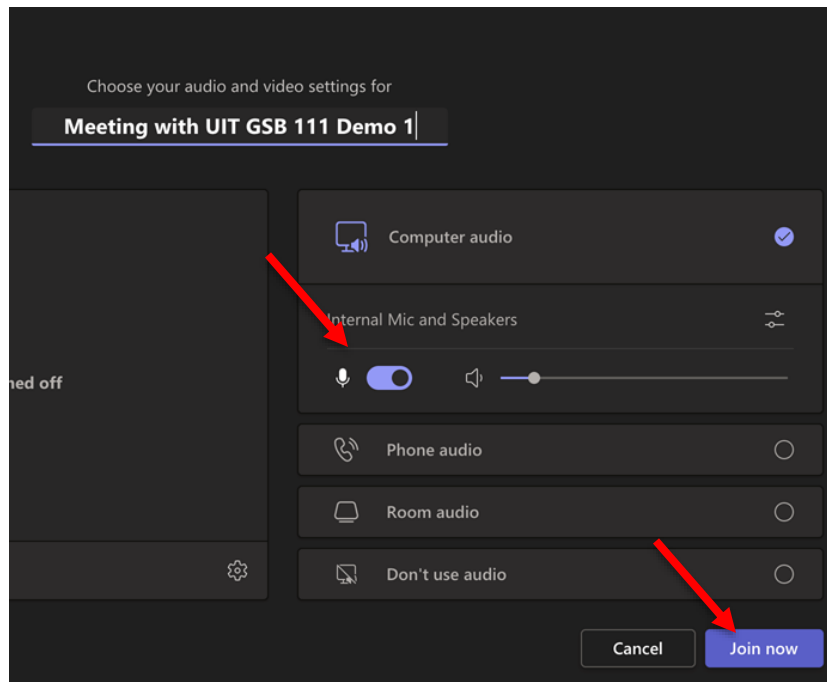 Choose your audio and video settings for
Meeting with UIT GSB 111 Demo 1
Computer audio
Internal Mic and Speakers
off
Phone audio
Room audio
Don't use audio
Cancel
Join now